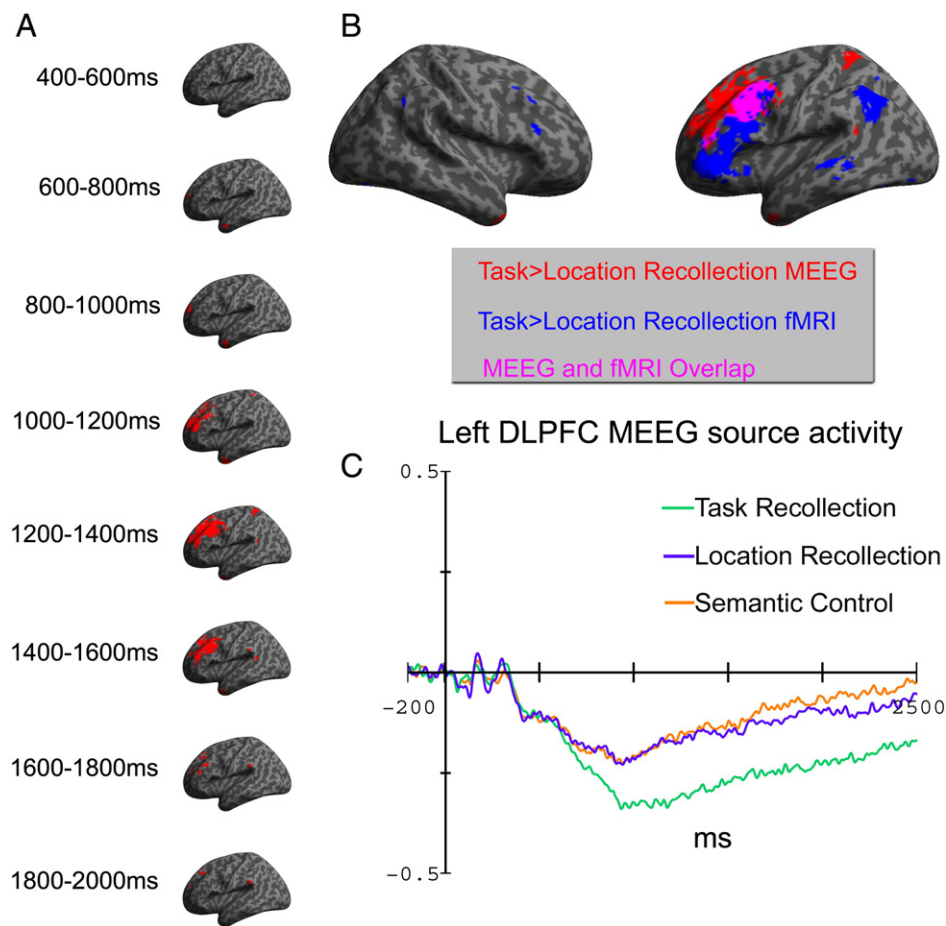 A
400-600ms
600-800ms
800-1000ms
1000-1200ms
1200-1400ms
1400-1600ms
1600-1800ms
1800-2000ms
B
Task>Location Recollection MEEG
Task>Location Recollection fMRI
MEEG and fMRI Overlap
Left DLPFC MEEG source activity
C
0.5
Task Recollection
Location Recollection
Semantic Control
-200
2500
ms
-0.5